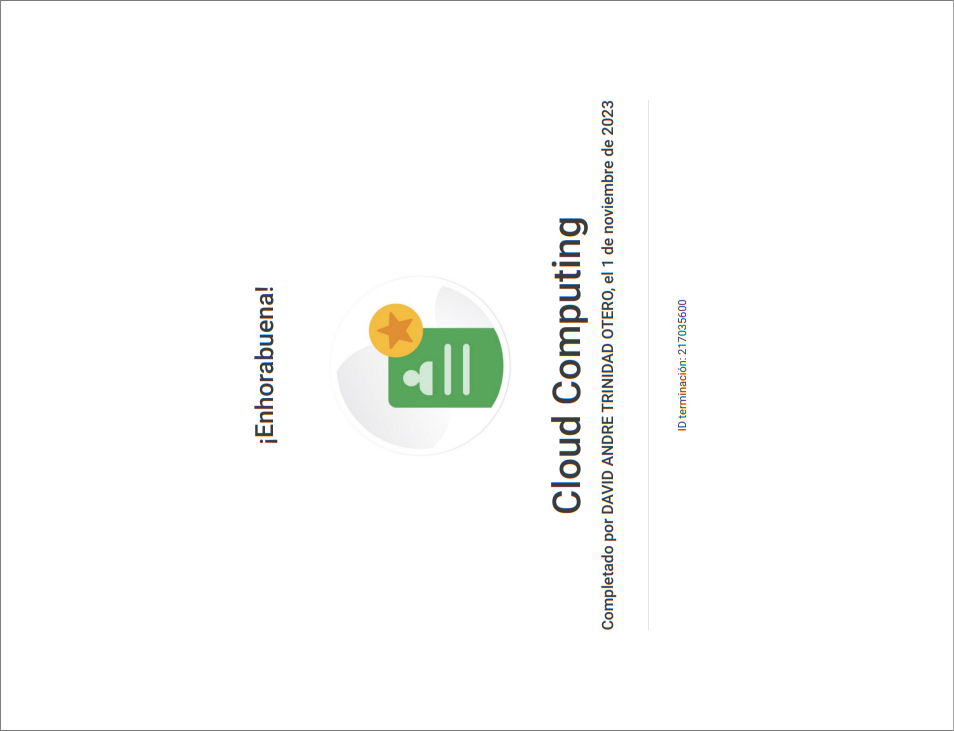 ¡Enhorabuena!
Cloud Computing
Completado por DAVID ANDRE TRINIDAD OTERO, el 1 de noviembre de 2023
ID terminación: 217035600